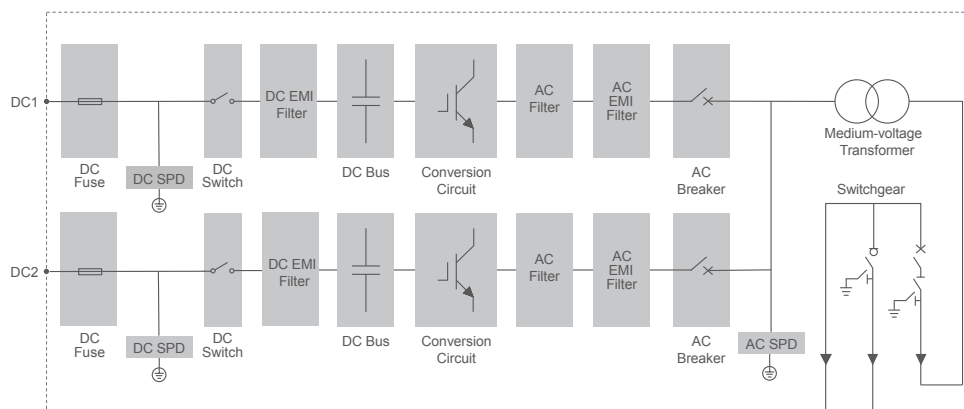 DC1
DC EMI
Filter
AC
Filter
AC
EMI
Filter
DC
Fuse
DC SPD
DC
Switch
DC Bus
Conversion
Circuit
AC
Breaker
Medium-voltage
Transformer
Switchgear
DC2
DC EMI
Filter
AC
Filter
AC
EMI
Filter
DC
Fuse
DC SPD
DC
Switch
DC Bus
Conversion
Circuit
AC
Breaker
AC SPD